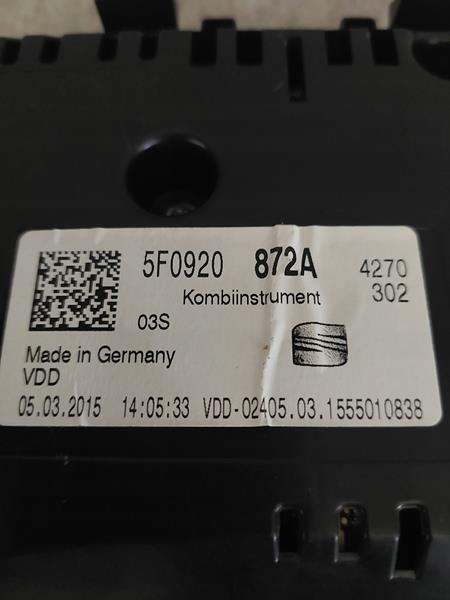 5F0920 872A 4270
Kombiinstrument 302
03S
Made in Germany
VDD
05.03.2015 14:05:33 VDD-02405.03.1555010838